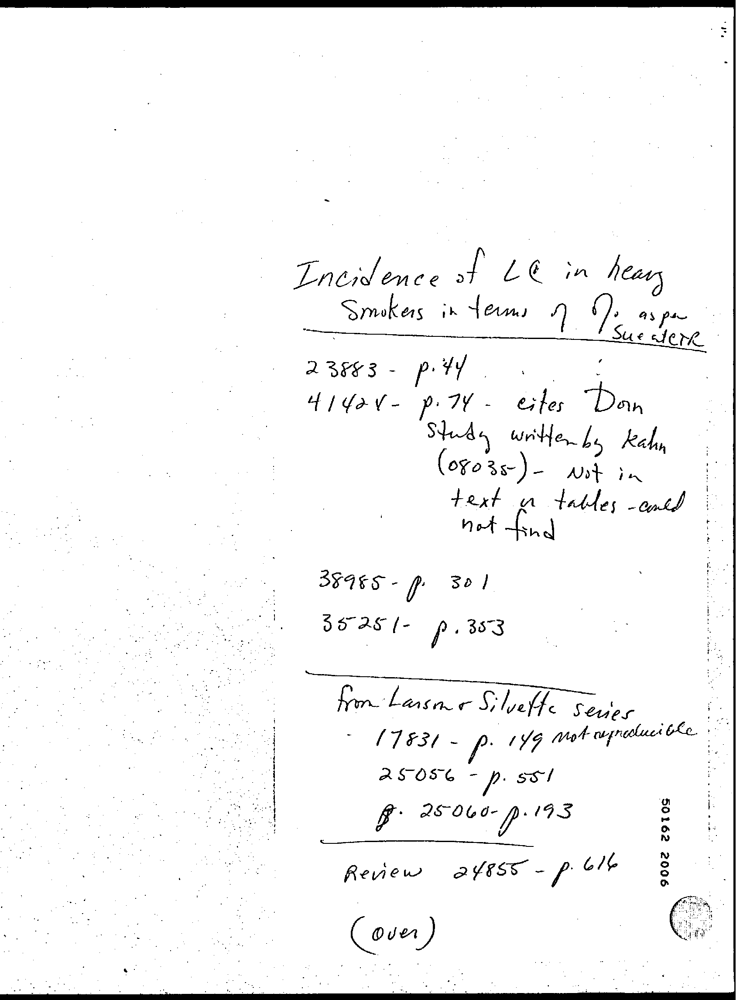 Incidence of LC in heavy
Smokers in terms of %. as per
23883 - p. 44
41424 - p. 74 - cites Dorn
Study written by Kahn
(08035) - Not in
text or tables - could
not find
38985 - p. 301
35251 - p. 353
from Larson & Silvette series
17831 - p. 149 not reproducible
25056 - p. 551
25060 - p. 193
Review 24855 - p. 616
(over)
50162 2006